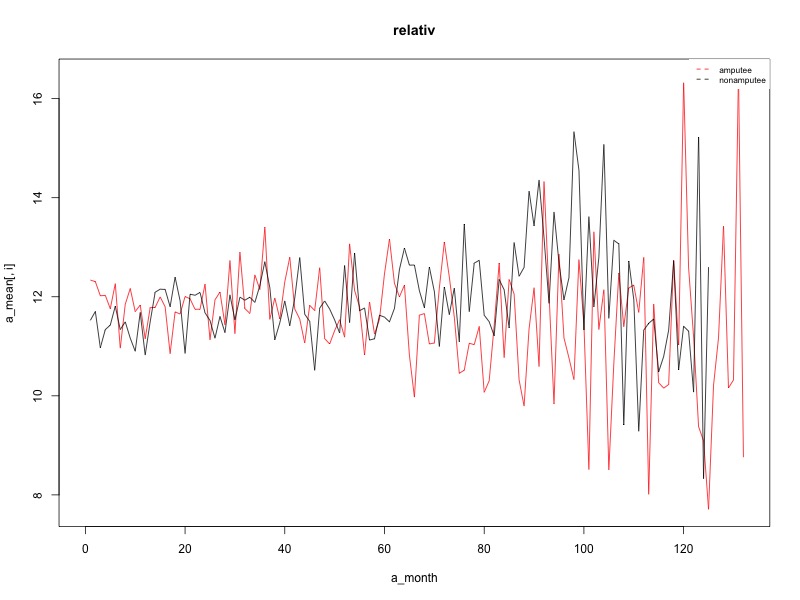 relativ
amputee
nonamputee
16
14
12
10
8
a_mean[, i]
0 20 40 60 80 100 120
a_month